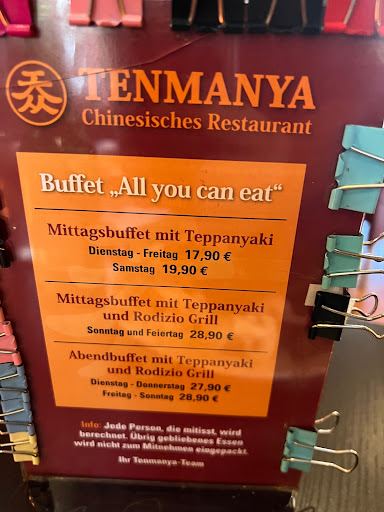 TENMANYA
Chinesisches Restaurant
Buffet „All you can eat“
Mittagsbuffet mit Teppanyaki
Dienstag - Freitag 17,90 €
Samstag 19,90 €
Mittagsbuffet mit Teppanyaki
und Rodizio Grill
Sonntag und Feiertag 28,90 €
Abendbuffet mit Teppanyaki
und Rodizio Grill
Dienstag - Donnerstag 27,90 €
Freitag - Sonntag 28,90 €
Info: Jede Person, die mitisst, wird
berechnet. Übrig gebliebenes Essen
wird nicht zum Mitnehmen eingepackt.
Ihr Tenmanya-Team